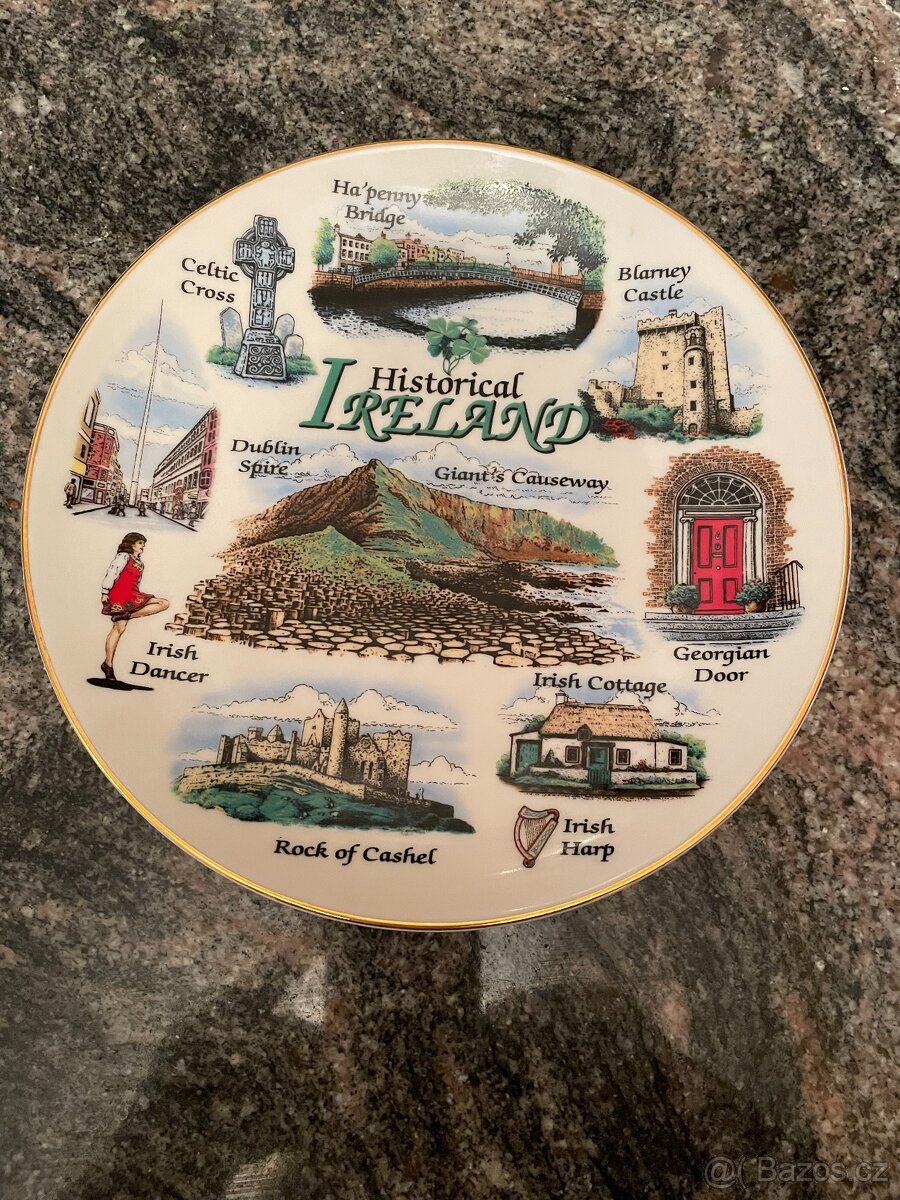 Ha'penny
Bridge
Celtic
Cross
Blarney
Castle
Historical
IRELAND
Dublin
Spire
Giant's Causeway
Georgian
Door
Irish
Dancer
Irish Cottage
Rock of Cashel
Irish
Harp
@( Bazos.cz